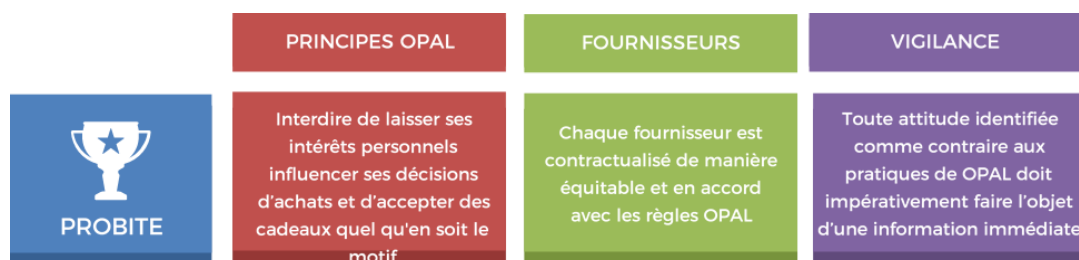 PRINCIPES OPAL
FOURNISSEURS
VIGILANCE
PROBITE
Interdire de laisser ses
intérêts personnels
influencer ses décisions
d'achats et d'accepter des
cadeaux quel qu'en soit le
motif
Chaque fournisseur est
contractualisé de manière
équitable et en accord
avec les règles OPAL
Toute attitude identifiée
comme contraire aux
pratiques de OPAL doit
impérativement faire l'objet
d'une information immédiate